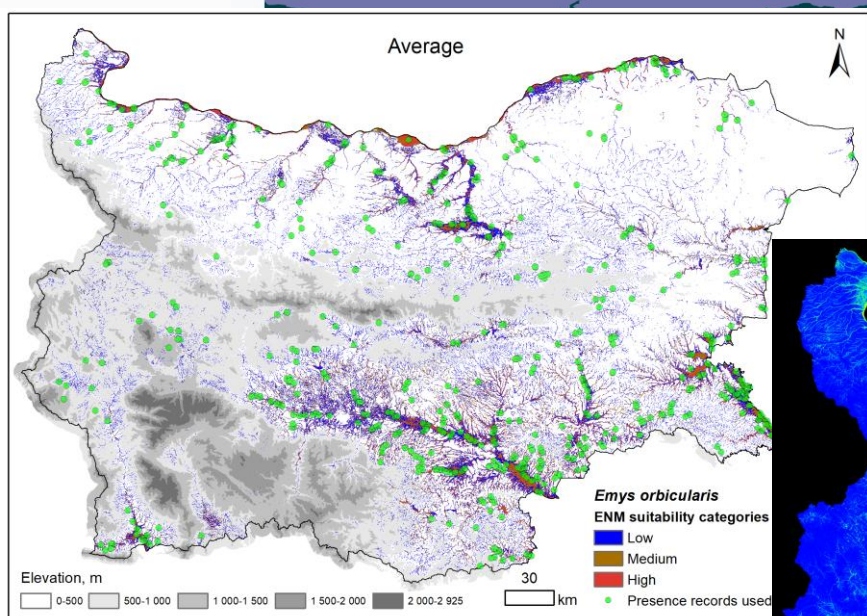 Average
N
Emys orbicularis
ENM suitability categories
Low
Medium
High
Presence records used
Elevation, m
0-500 500-1 000 1 000-1 500 1 500-2 000 2 000-2 925
30
km